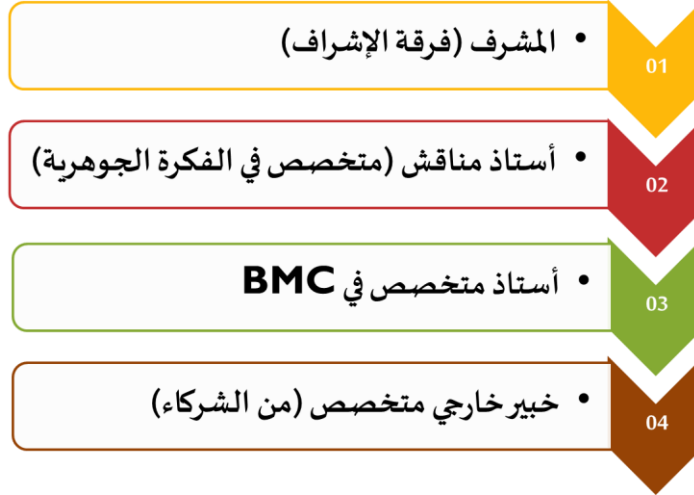 01
• المشرف (فرقة الإشراف)
02
• أستاذ مناقش (متخصص في الفكرة الجوهرية)
03
• أستاذ متخصص في BMC
04
• خبير خارجي متخصص (من الشركاء)